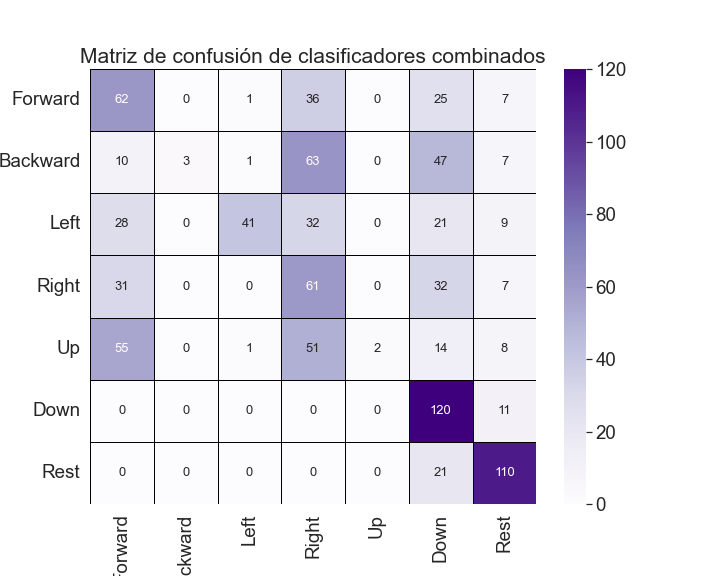 Matriz de confusión de clasificadores combinados
Forward 62 0 1 36 0 25 7
Backward 10 3 1 63 0 47 7
Left 28 0 41 32 0 21 9
Right 31 0 0 61 0 32 7
Up 55 0 1 51 2 14 8
Down 0 0 0 0 0 120 11
Rest 0 0 0 0 0 21 110
Forward ckward Left Right Up Down Rest
120
100
80
60
40
20
0